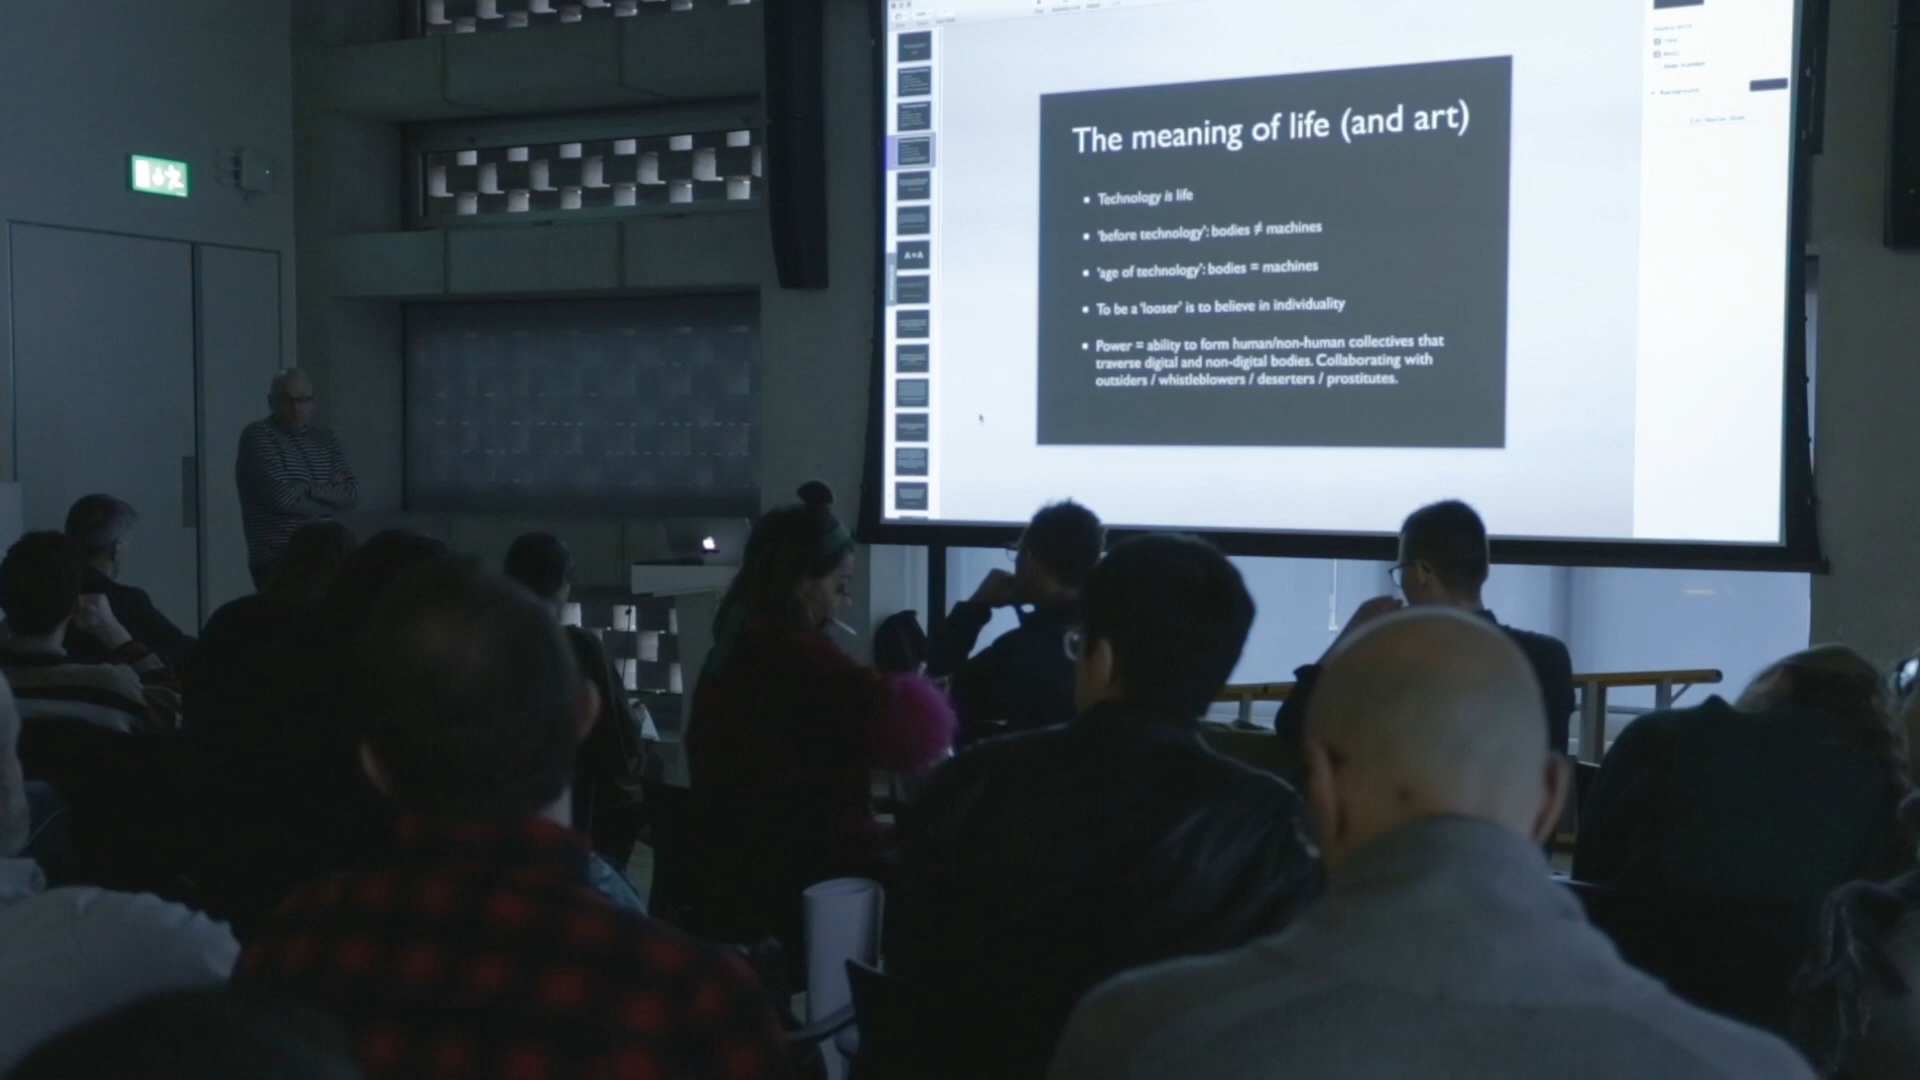 The meaning of life (and art)
• Technology is life
• 'before technology': bodies ≠ machines
• 'age of technology': bodies = machines
• To be a 'looser' is to believe in individuality
• Power = ability to form human/non-human collectives that
traverse digital and non-digital bodies. Collaborating with
outsiders / whistleblowers / deserters / prostitutes.
A=A